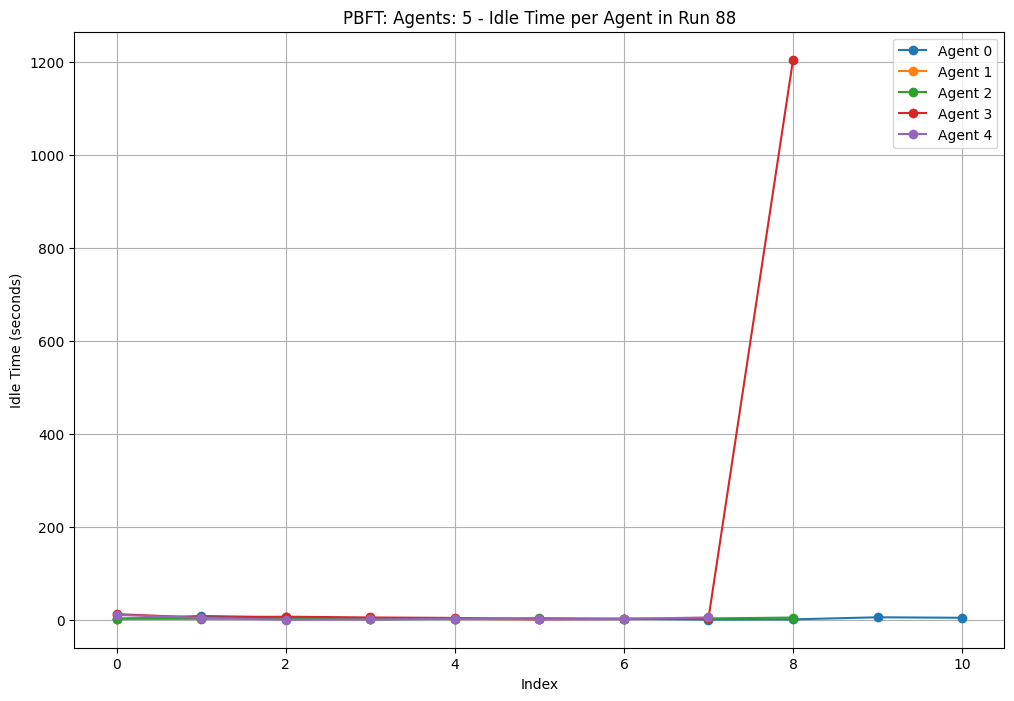 PBFT: Agents: 5 - Idle Time per Agent in Run 88
Agent 0
Agent 1
Agent 2
Agent 3
Agent 4
1200
1000
800
600
400
200
0
Idle Time (seconds)
0 2 4 6 8 10
Index